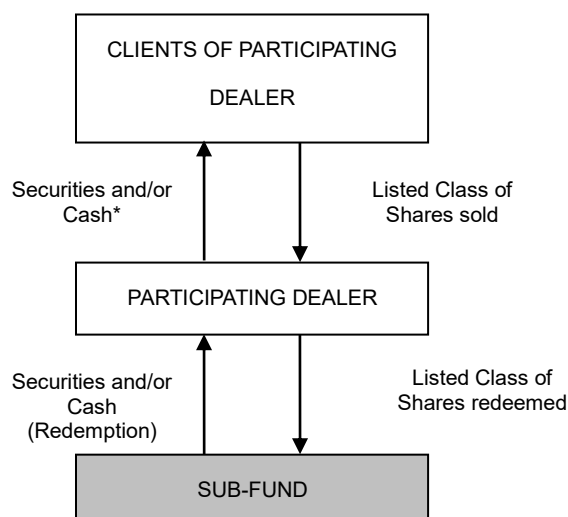 CLIENTS OF PARTICIPATING
DEALER
Securities and/or
Cash*
Listed Class of
Shares sold
PARTICIPATING DEALER
Securities and/or
Cash
(Redemption)
Listed Class of
Shares redeemed
SUB-FUND